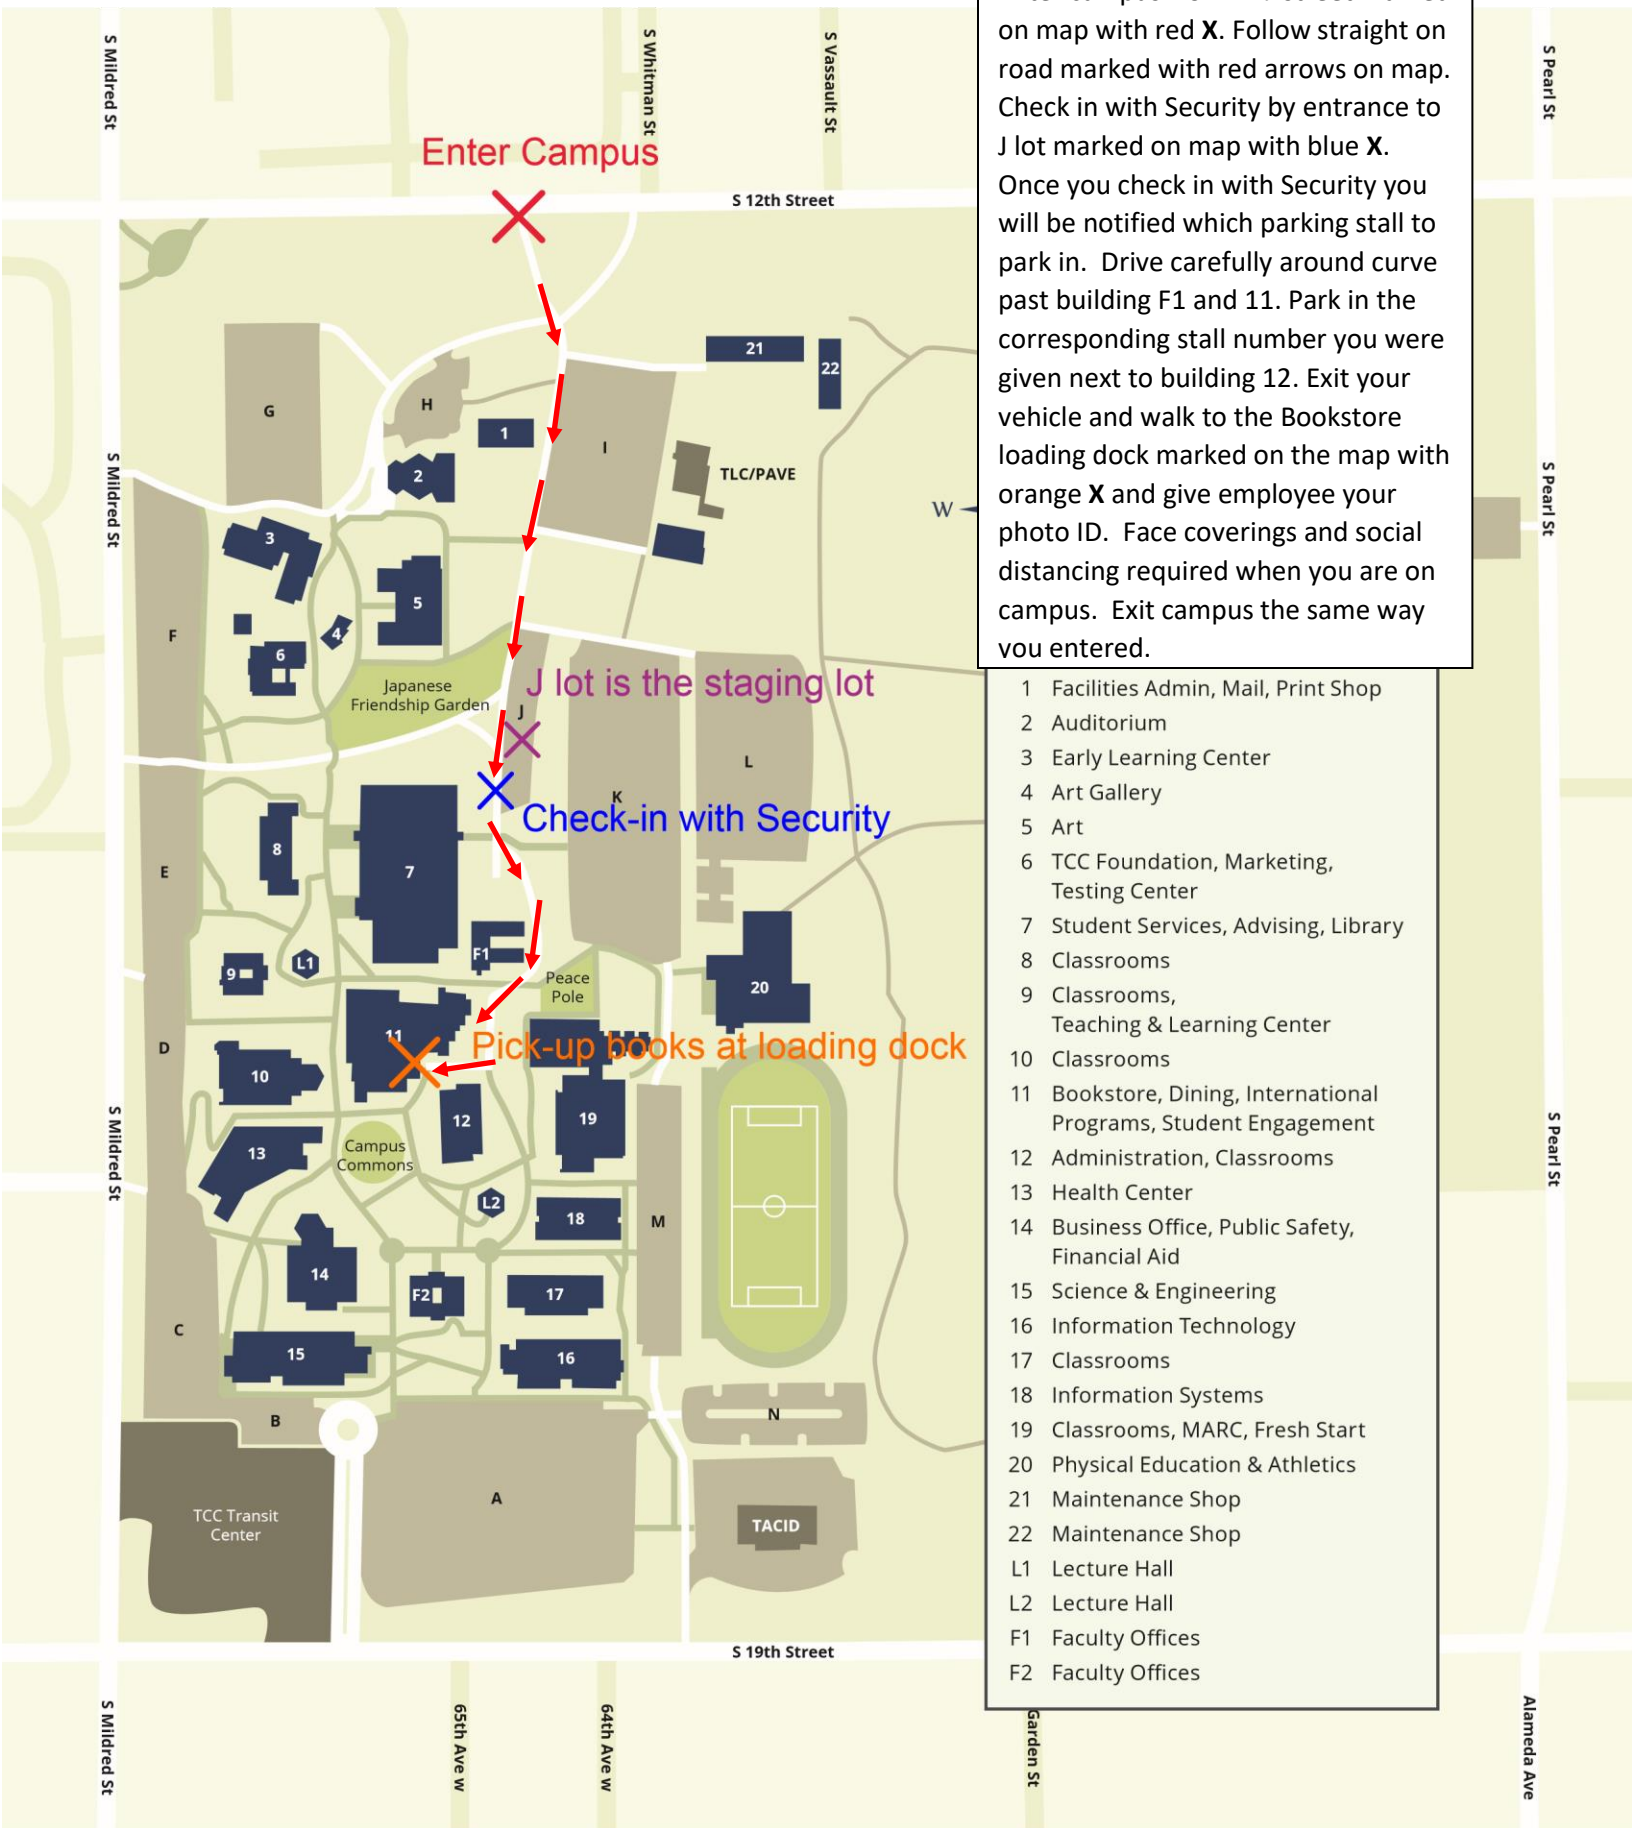 on map with red X. Follow straight on
road marked with red arrows on map.
Check in with Security by entrance to
J lot marked on map with blue X.
Once you check in with Security you
will be notified which parking stall to
park in. Drive carefully around curve
past building F1 and 11. Park in the
corresponding stall number you were
given next to building 12. Exit your
vehicle and walk to the Bookstore
loading dock marked on the map with
orange X and give employee your
photo ID. Face coverings and social
distancing required when you are on
campus. Exit campus the same way
you entered.
S Mildred St
S Whitman St
S Vassault St
S Pearl St
Enter Campus
S 12th Street
21
22
G
H
1
I
2
TLC/PAVE
S Mildred St
S Pearl St
W
3
5
4
F
6
Japanese
Friendship Garden
J lot is the staging lot
J
L
K
Check-in with Security
8
7
E
F1
L1
9
Peace
Pole
20
11
Pick-up books at loading dock
D
10
12
19
13
Campus
Commons
S Mildred St
S Pearl St
L2
18
M
14
F2
17
C
15
16
B
N
A
TCC Transit
Center
TACID
S 19th Street
S Mildred St
65th Ave W
64th Ave W
Garden St
Alameda Ave
1 Facilities Admin, Mail, Print Shop
2 Auditorium
3 Early Learning Center
4 Art Gallery
5 Art
6 TCC Foundation, Marketing,
Testing Center
7 Student Services, Advising, Library
8 Classrooms
9 Classrooms,
Teaching & Learning Center
10 Classrooms
11 Bookstore, Dining, International
Programs, Student Engagement
12 Administration, Classrooms
13 Health Center
14 Business Office, Public Safety,
Financial Aid
15 Science & Engineering
16 Information Technology
17 Classrooms
18 Information Systems
19 Classrooms, MARC, Fresh Start
20 Physical Education & Athletics
21 Maintenance Shop
22 Maintenance Shop
L1 Lecture Hall
L2 Lecture Hall
F1 Faculty Offices
F2 Faculty Offices